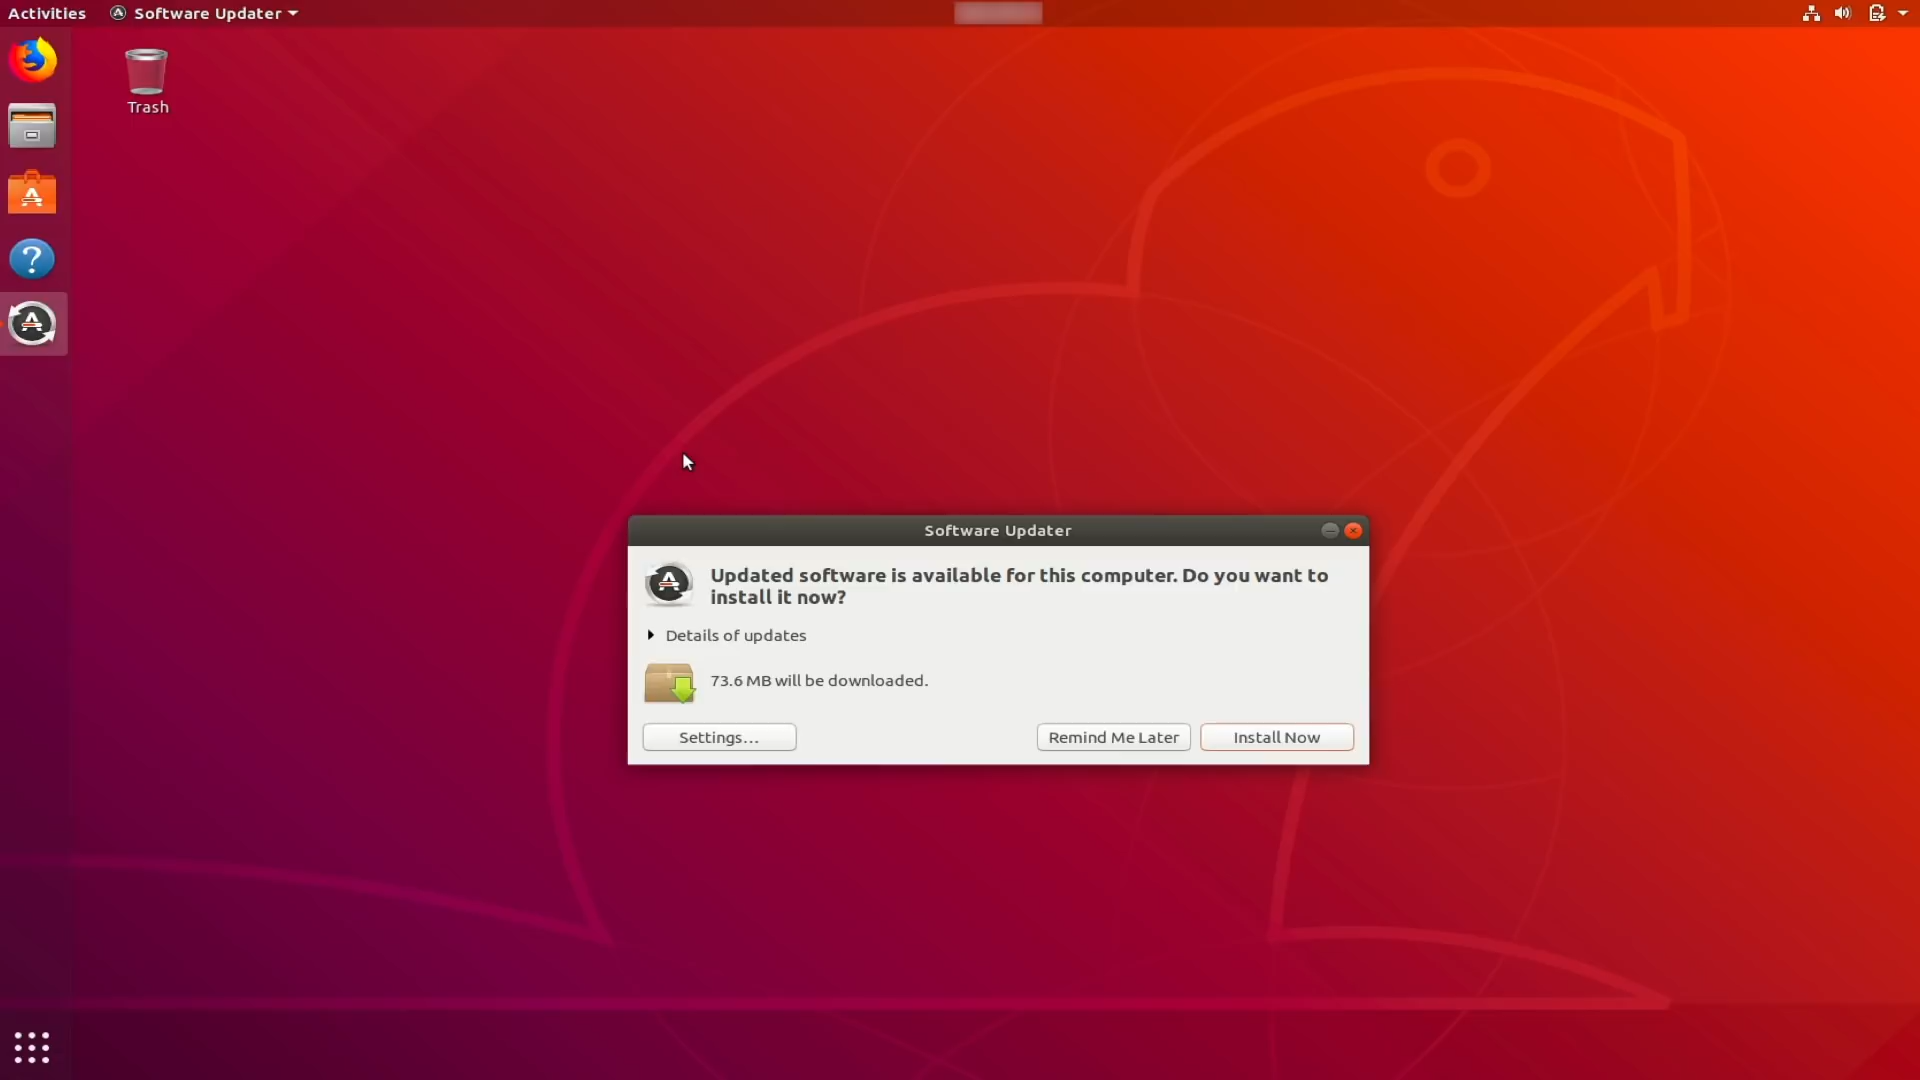 Activities
Software Updater
Trash
Software Updater
Updated software is available for this computer. Do you want to
install it now?
Details of updates
73.6 MB will be downloaded.
Settings…
Remind Me Later
Install Now